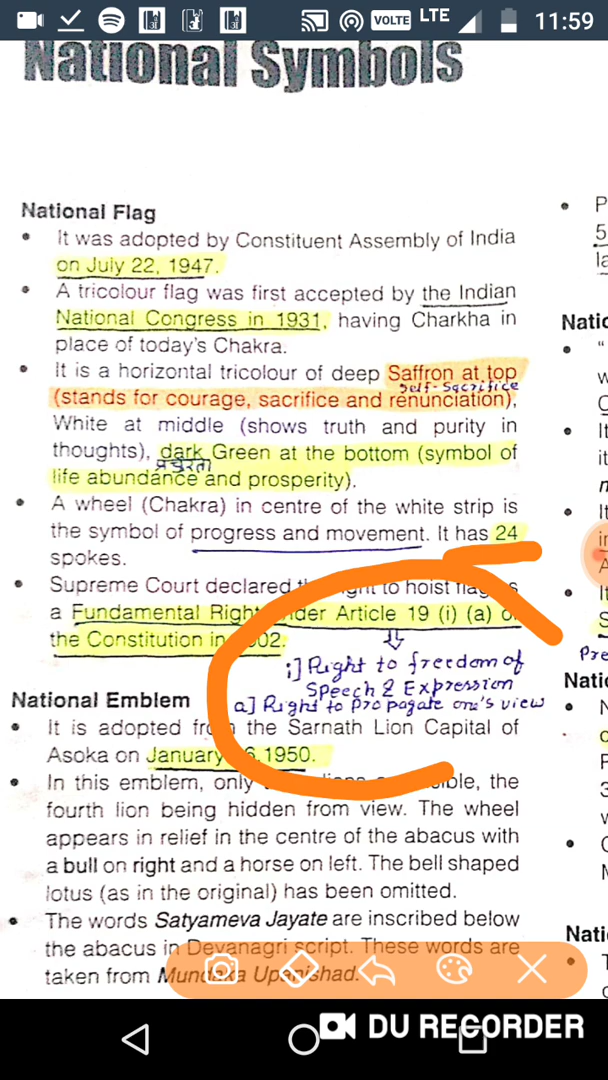 VOLTE LTE 11:59
National Symbols
National Flag
• It was adopted by Constituent Assembly of India
on July 22, 1947.
• A tricolour flag was first accepted by the Indian
National Congress in 1931, having Charkha in
place of today's Chakra.
• It is a horizontal tricolour of deep Saffron at top
Self-Sacrifice
(stands for courage, sacrifice and renunciation),
White at middle (shows truth and purity in
thoughts), dark Green at the bottom (symbol of
प्रचुरता
life abundance and prosperity).
• A wheel (Chakra) in centre of the white strip is
the symbol of progress and movement. It has 24
spokes.
• Supreme Court declared to hoist
a Fundamental Right Article 19 (i) (a)
the Constitution in
i] Right to freedom of
Speech & Expression
a] Right to propagate one's view
National Emblem
• It is adopted the Sarnath Lion Capital of
Asoka on January 1950.
• In this emblem, only the
fourth lion being hidden from view. The wheel
appears in relief in the centre of the abacus with
a bull on right and a horse on left. The bell shaped
lotus (as in the original) has been omitted.
• The words Satyameva Jayate are inscribed below
the abacus in Devanagri script. These words are
taken from Mundaka Upanishad.
DU RECORDER